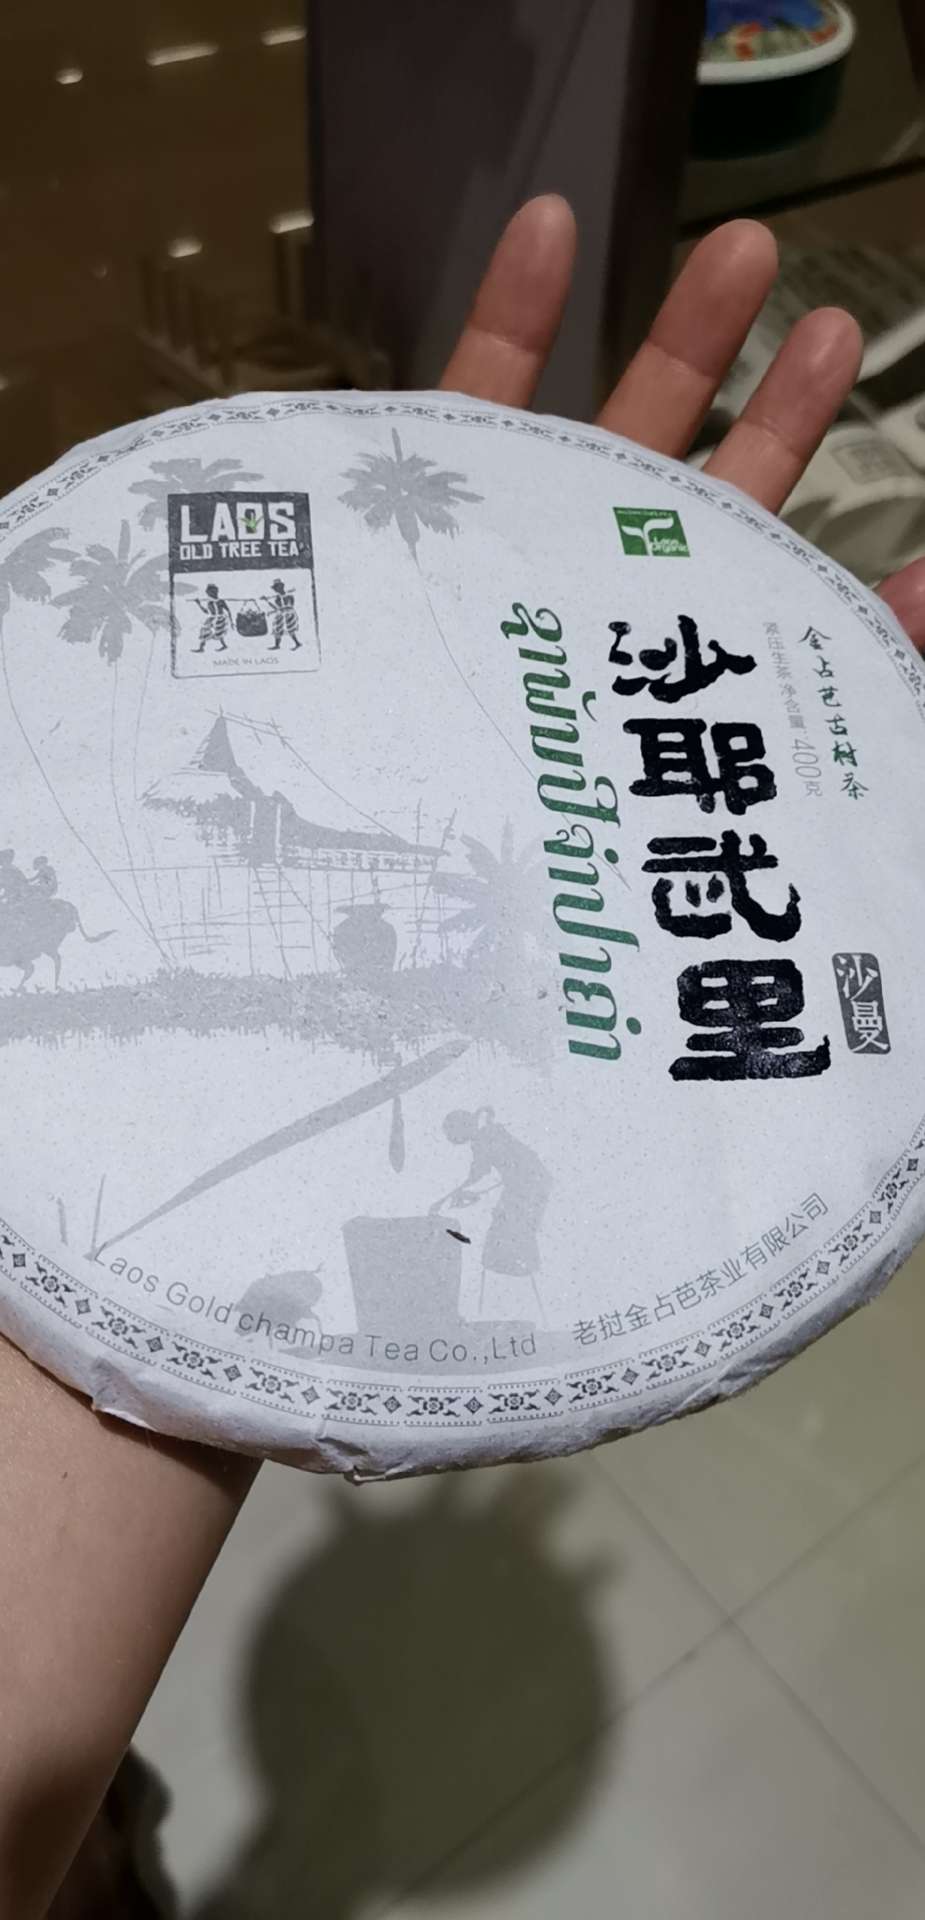 LAOS
OLD TREE TEA
MADE IN LAOS
Laos
organic
金占芭古树茶
紧压生茶 净含量:400克
沙耶武里
沙曼
Laos Gold champa Tea Co.,Ltd
老挝金占芭茶业有限公司